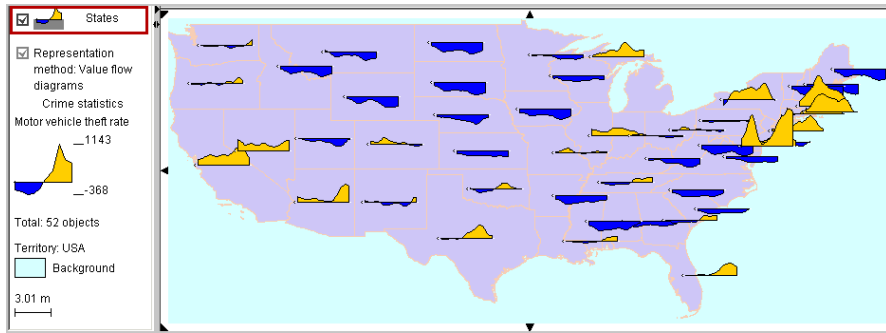 States
Representation
method: Value flow
diagrams
Crime statistics
Motor vehicle theft rate
1143
-368
Total: 52 objects
Territory: USA
Background
3.01 m